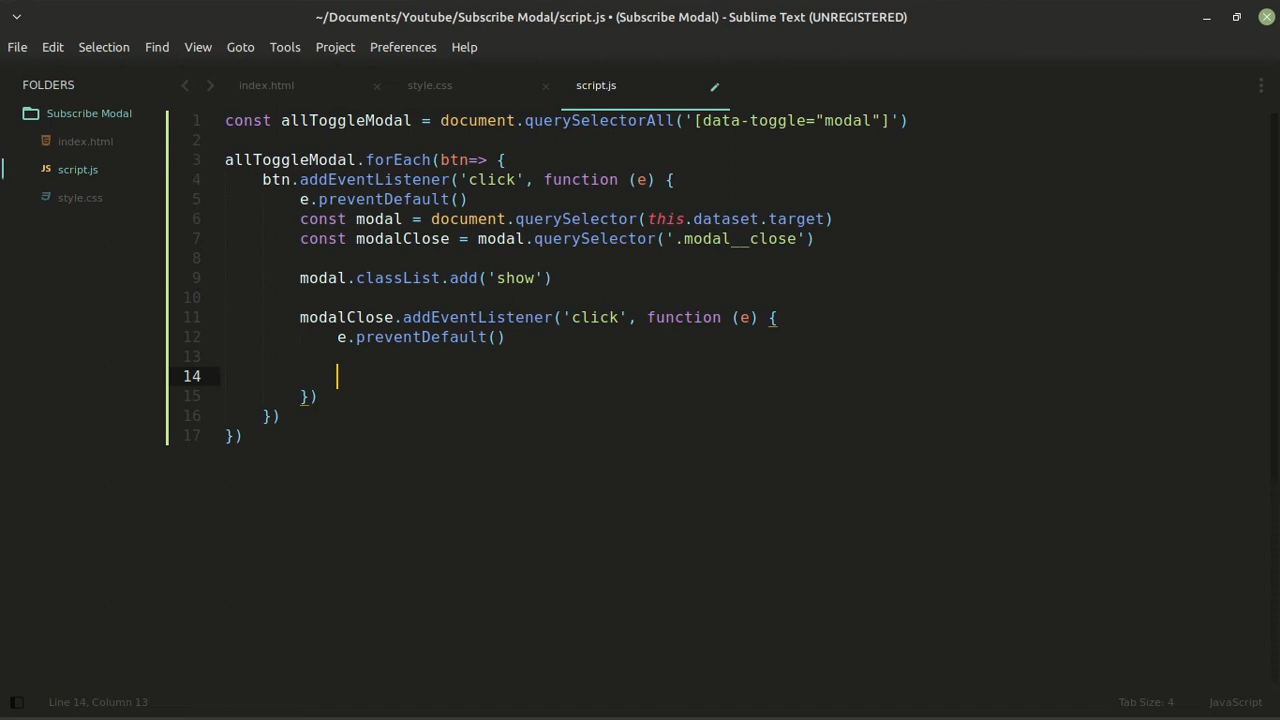 ~/Documents/Youtube/Subscribe Modal/script.js • (Subscribe Modal) - Sublime Text (UNREGISTERED)
File Edit Selection Find View Goto Tools Project Preferences Help
FOLDERS
Subscribe Modal
index.html
script.js
style.css
index.html × style.css × script.js
1 const allToggleModal = document.querySelectorAll('[data-toggle="modal"]')
2
3 allToggleModal.forEach(btn=> {
4     btn.addEventListener('click', function (e) {
5         e.preventDefault()
6         const modal = document.querySelector(this.dataset.target)
7         const modalClose = modal.querySelector('.modal__close')
8
9         modal.classList.add('show')
10
11         modalClose.addEventListener('click', function (e) {
12             e.preventDefault()
13
14
15         })
16     })
17 })
Line 14, Column 13
Tab Size: 4 JavaScript